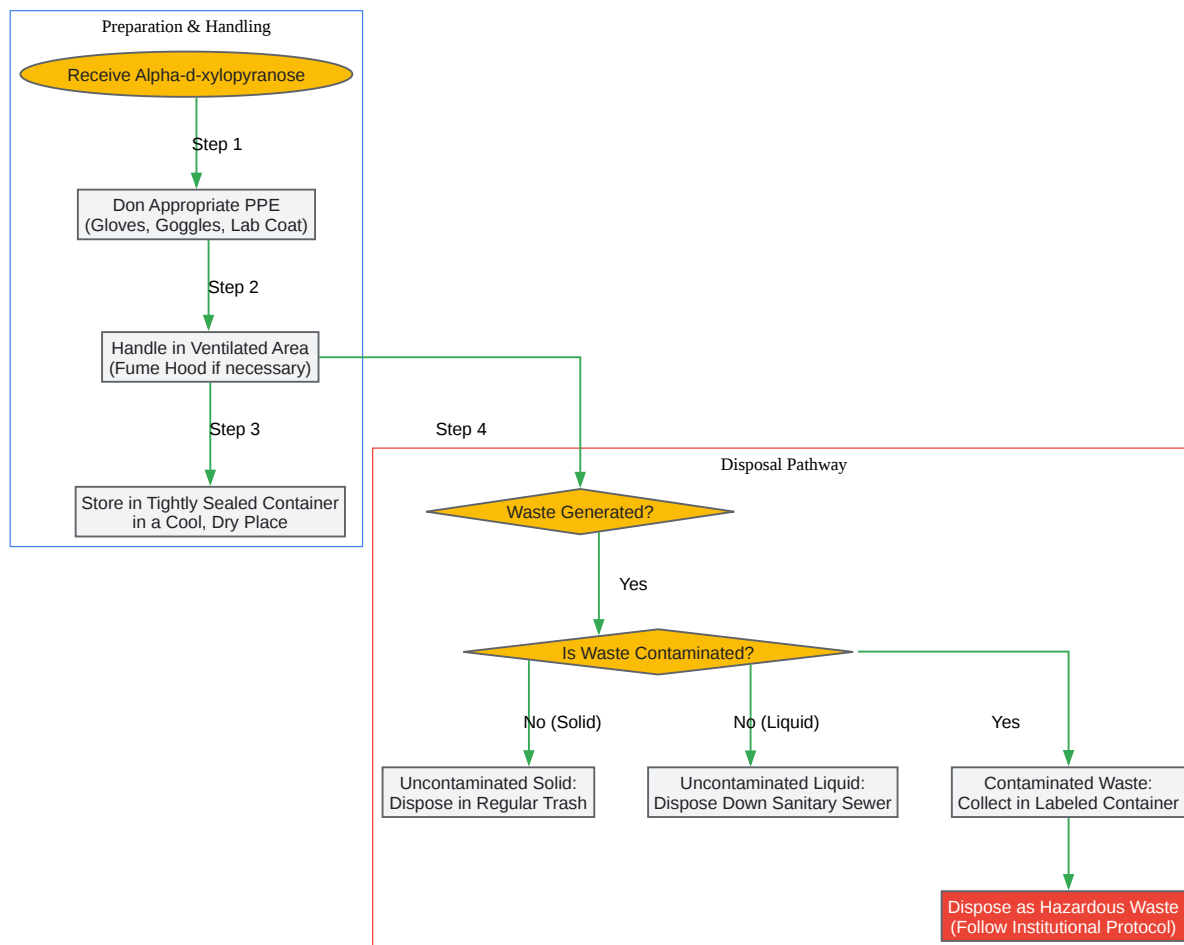 Preparation & Handling
Receive Alpha-d-xylopyranose
Step 1
Don Appropriate PPE
(Gloves, Goggles, Lab Coat)
Step 2
Handle in Ventilated Area
(Fume Hood if necessary)
Step 3
Store in Tightly Sealed Container
in a Cool, Dry Place
Step 4
Disposal Pathway
Waste Generated?
Yes
Is Waste Contaminated?
No (Solid)
No (Liquid)
Yes
Uncontaminated Solid:
Dispose in Regular Trash
Uncontaminated Liquid:
Dispose Down Sanitary Sewer
Contaminated Waste:
Collect in Labeled Container
Dispose as Hazardous Waste
(Follow Institutional Protocol)